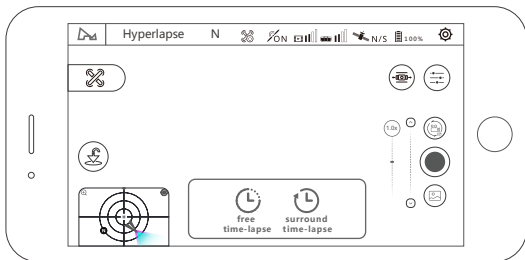 Hyperlapse N ON N/S 100%
1.0x
free surround
time-lapse time-lapse